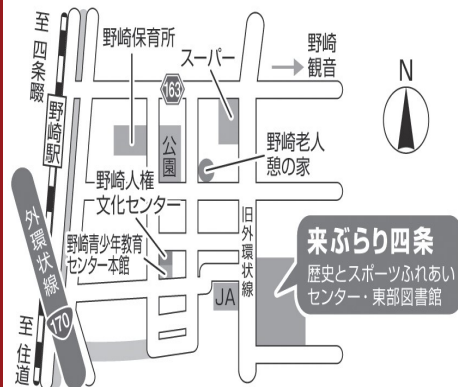 至
四
条
畷
野崎駅
野崎保育所
スーパー
163
野崎
観音
N
公園
野崎老人
憩の家
野崎人権
文化センター
野崎青少年教育
センター本館
旧外環状線
外環状線
170
JA
来ぶらり四条
歴史とスポーツふれあい
センター・東部図書館
至
住
道